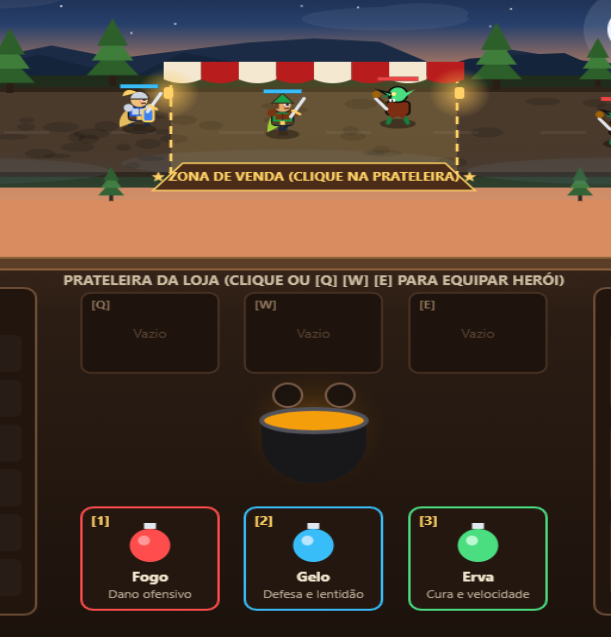 ★ ZONA DE VENDA (CLIQUE NA PRATELEIRA) ★
PRATELEIRA DA LOJA (CLIQUE OU [Q] [W] [E] PARA EQUIPAR HERÓI)
[Q] [W] [E]
Vazio Vazio Vazio
[1] [2] [3]
Fogo Gelo Erva
Dano ofensivo Defesa e lentidão Cura e velocidade